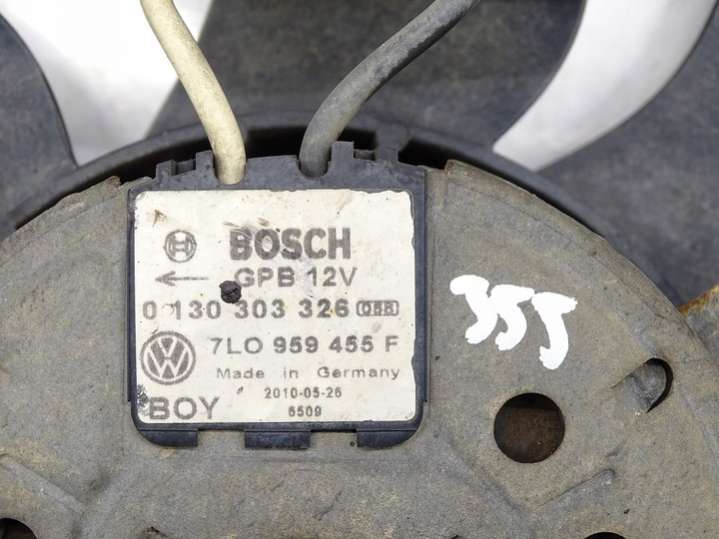 BOSCH
GPB 12V
0 130 303 326
7L0 959 455 F
Made in Germany
2010-05-26
BOY
6509
355